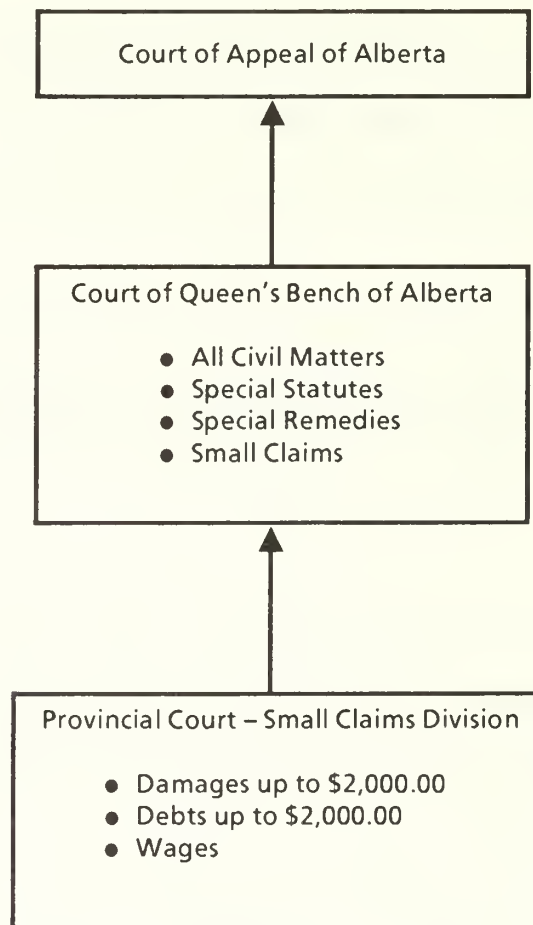 Court of Appeal of Alberta
Court of Queen's Bench of Alberta
● All Civil Matters
● Special Statutes
● Special Remedies
● Small Claims
Provincial Court – Small Claims Division
● Damages up to $2,000.00
● Debts up to $2,000.00
● Wages